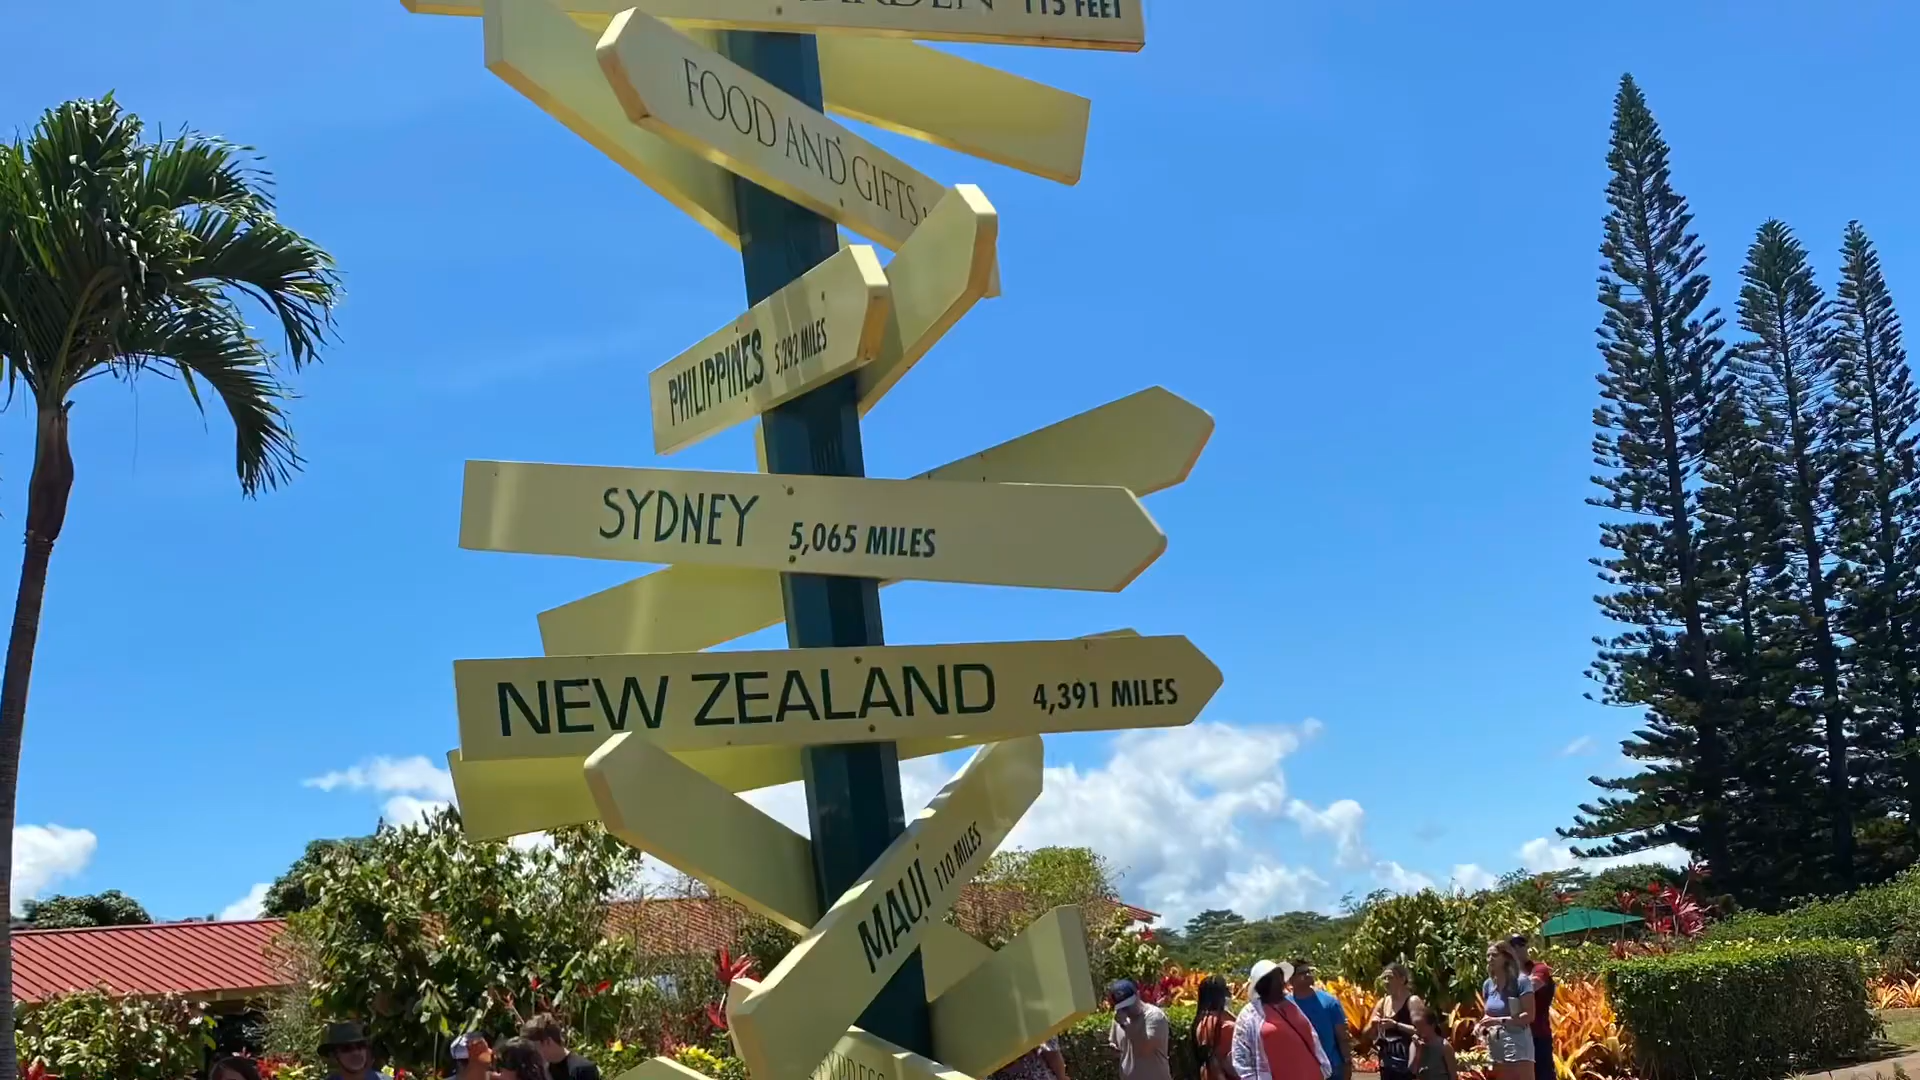 115 FEET
FOOD AND GIFTS
PHILIPPINES 5,292 MILES
SYDNEY 5,065 MILES
NEW ZEALAND 4,391 MILES
MAUI 110 MILES